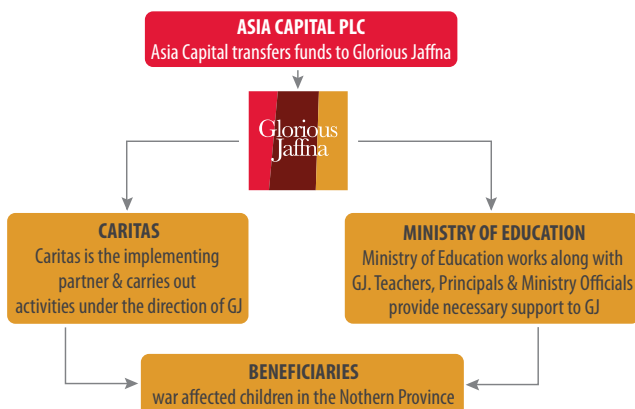 ASIA CAPITAL PLC
Asia Capital transfers funds to Glorious Jaffna
Glorious
Jaffna
CARITAS
Caritas is the implementing
partner & carries out
activities under the direction of GJ
MINISTRY OF EDUCATION
Ministry of Education works along with
GJ. Teachers, Principals & Ministry Officials
provide necessary support to GJ
BENEFICIARIES
war affected children in the Nothern Province